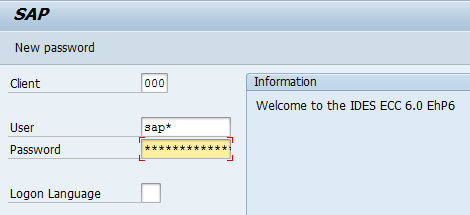 SAP
New password
Client 000
Information
Welcome to the IDES ECC 6.0 EhP6
User sap*
Password *************
Logon Language